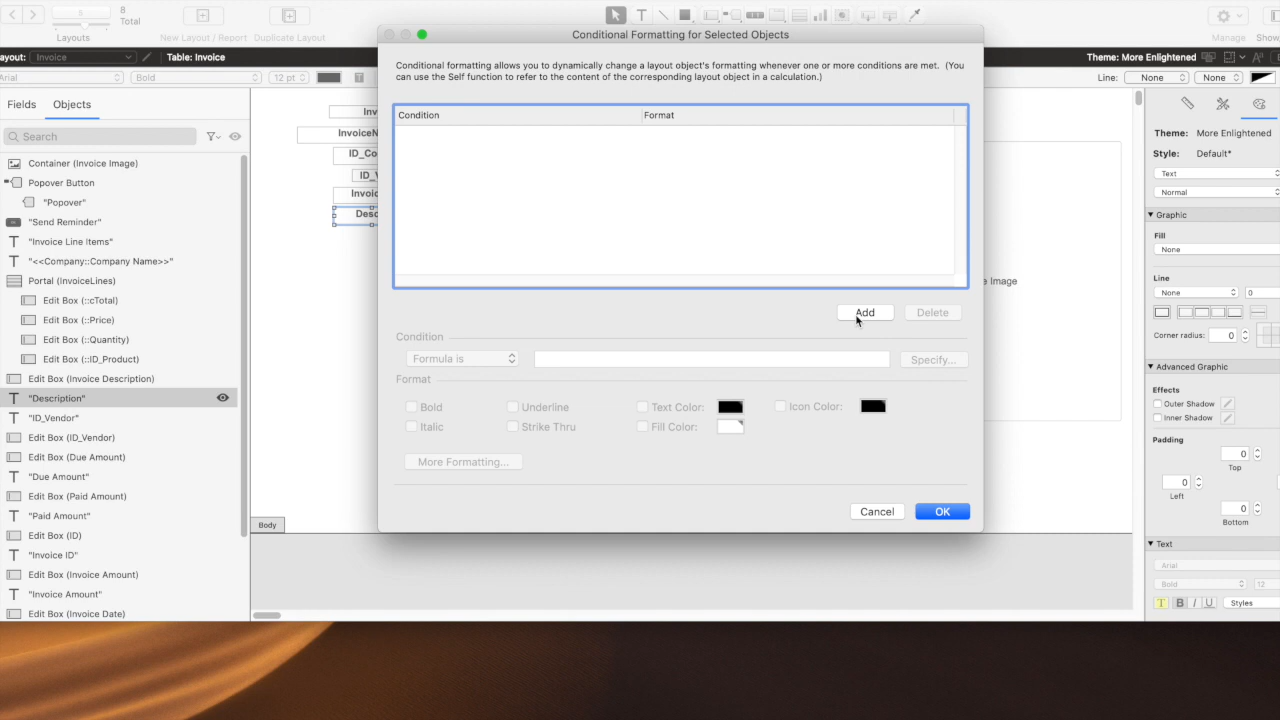 8
8
Total
Layouts
New Layout / Report
Duplicate Layout
Manage
Conditional Formatting for Selected Objects
Layout:
Invoice
Table: Invoice
Theme: More Enlightened
Arial
Bold
12 pt
Line:
None
None
Fields
Objects
Search
Container (Invoice Image)
Popover Button
"Popover"
"Send Reminder"
"Invoice Line Items"
"<<Company::Company Name>>"
Portal (InvoiceLines)
Edit Box (::cTotal)
Edit Box (::Price)
Edit Box (::Quantity)
Edit Box (::ID_Product)
Edit Box (Invoice Description)
"Description"
"ID_Vendor"
Edit Box (ID_Vendor)
Edit Box (Due Amount)
"Due Amount"
Edit Box (Paid Amount)
"Paid Amount"
Edit Box (ID)
"Invoice ID"
Edit Box (Invoice Amount)
"Invoice Amount"
Edit Box (Invoice Date)
Inv
InvoiceN
ID_Co
ID_V
Invoic
Desc
Body
Conditional formatting allows you to dynamically change a layout object's formatting whenever one or more conditions are met. (You
can use the Self function to refer to the content of the corresponding layout object in a calculation.)
Condition
Format
Add
Delete
Condition
Formula is
Specify...
Format
Bold
Underline
Text Color:
Icon Color:
Italic
Strike Thru
Fill Color:
More Formatting...
Cancel
OK
e Image
Theme: More Enlightened
Style: Default*
Text
Normal
Graphic
Fill
None
Line
None
0
Corner radius:
0
Advanced Graphic
Effects
Outer Shadow
Inner Shadow
Padding
0
Top
0
Left
0
Bottom
Text
Arial
Bold
12
T B I U
Styles